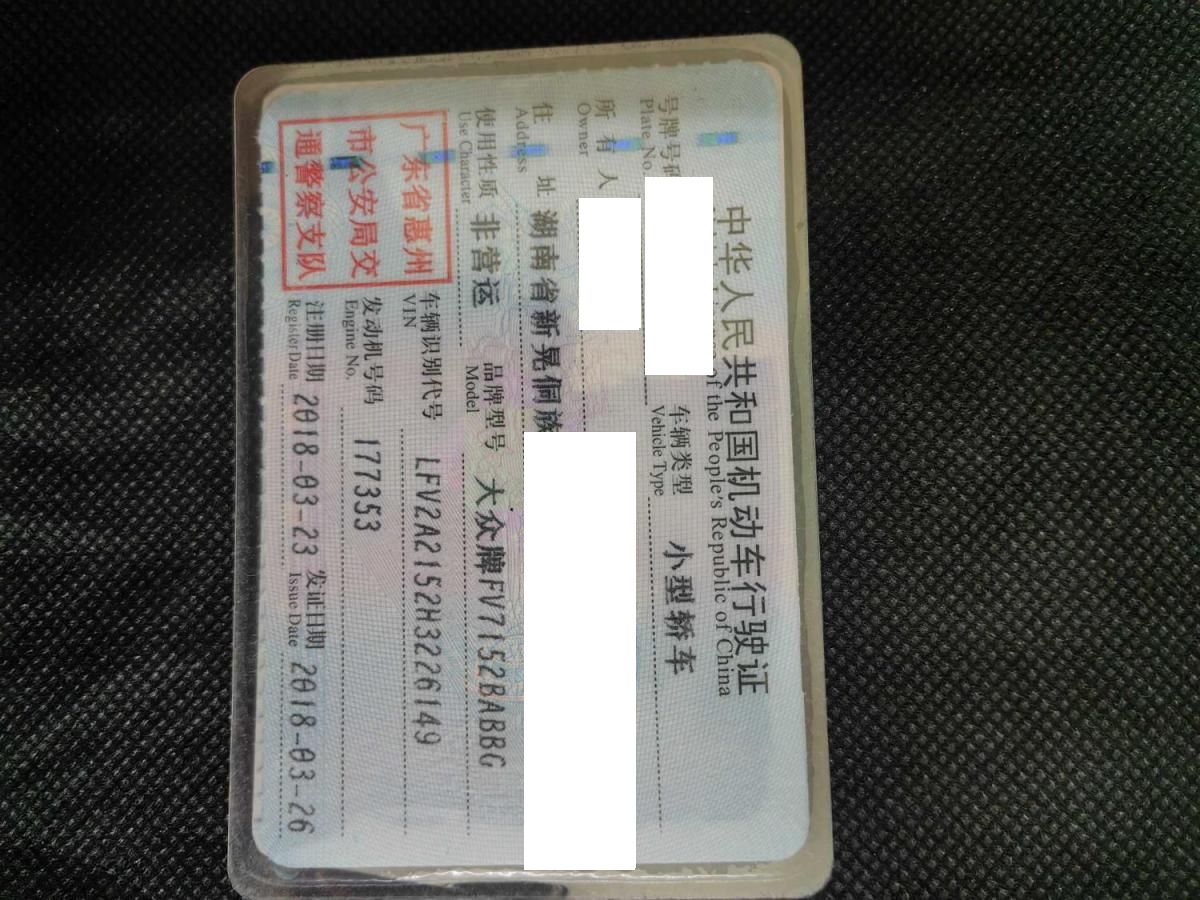 中华人民共和国机动车行驶证
of the People's Republic of China
号牌号码
Plate No.
车辆类型 小型轿车
Vehicle Type
所有人
Owner
住址 湖南省新晃侗族
Address
使用性质 非营运
Use Character
品牌型号 大众牌FV7152BABBG
Model
广东省惠州
市公安局交
通警察支队
车辆识别代号 LFV2A2152H3226149
VIN
发动机号码 177353
Engine No.
注册日期 2018-03-23
Register Date
发证日期 2018-03-26
Issue Date